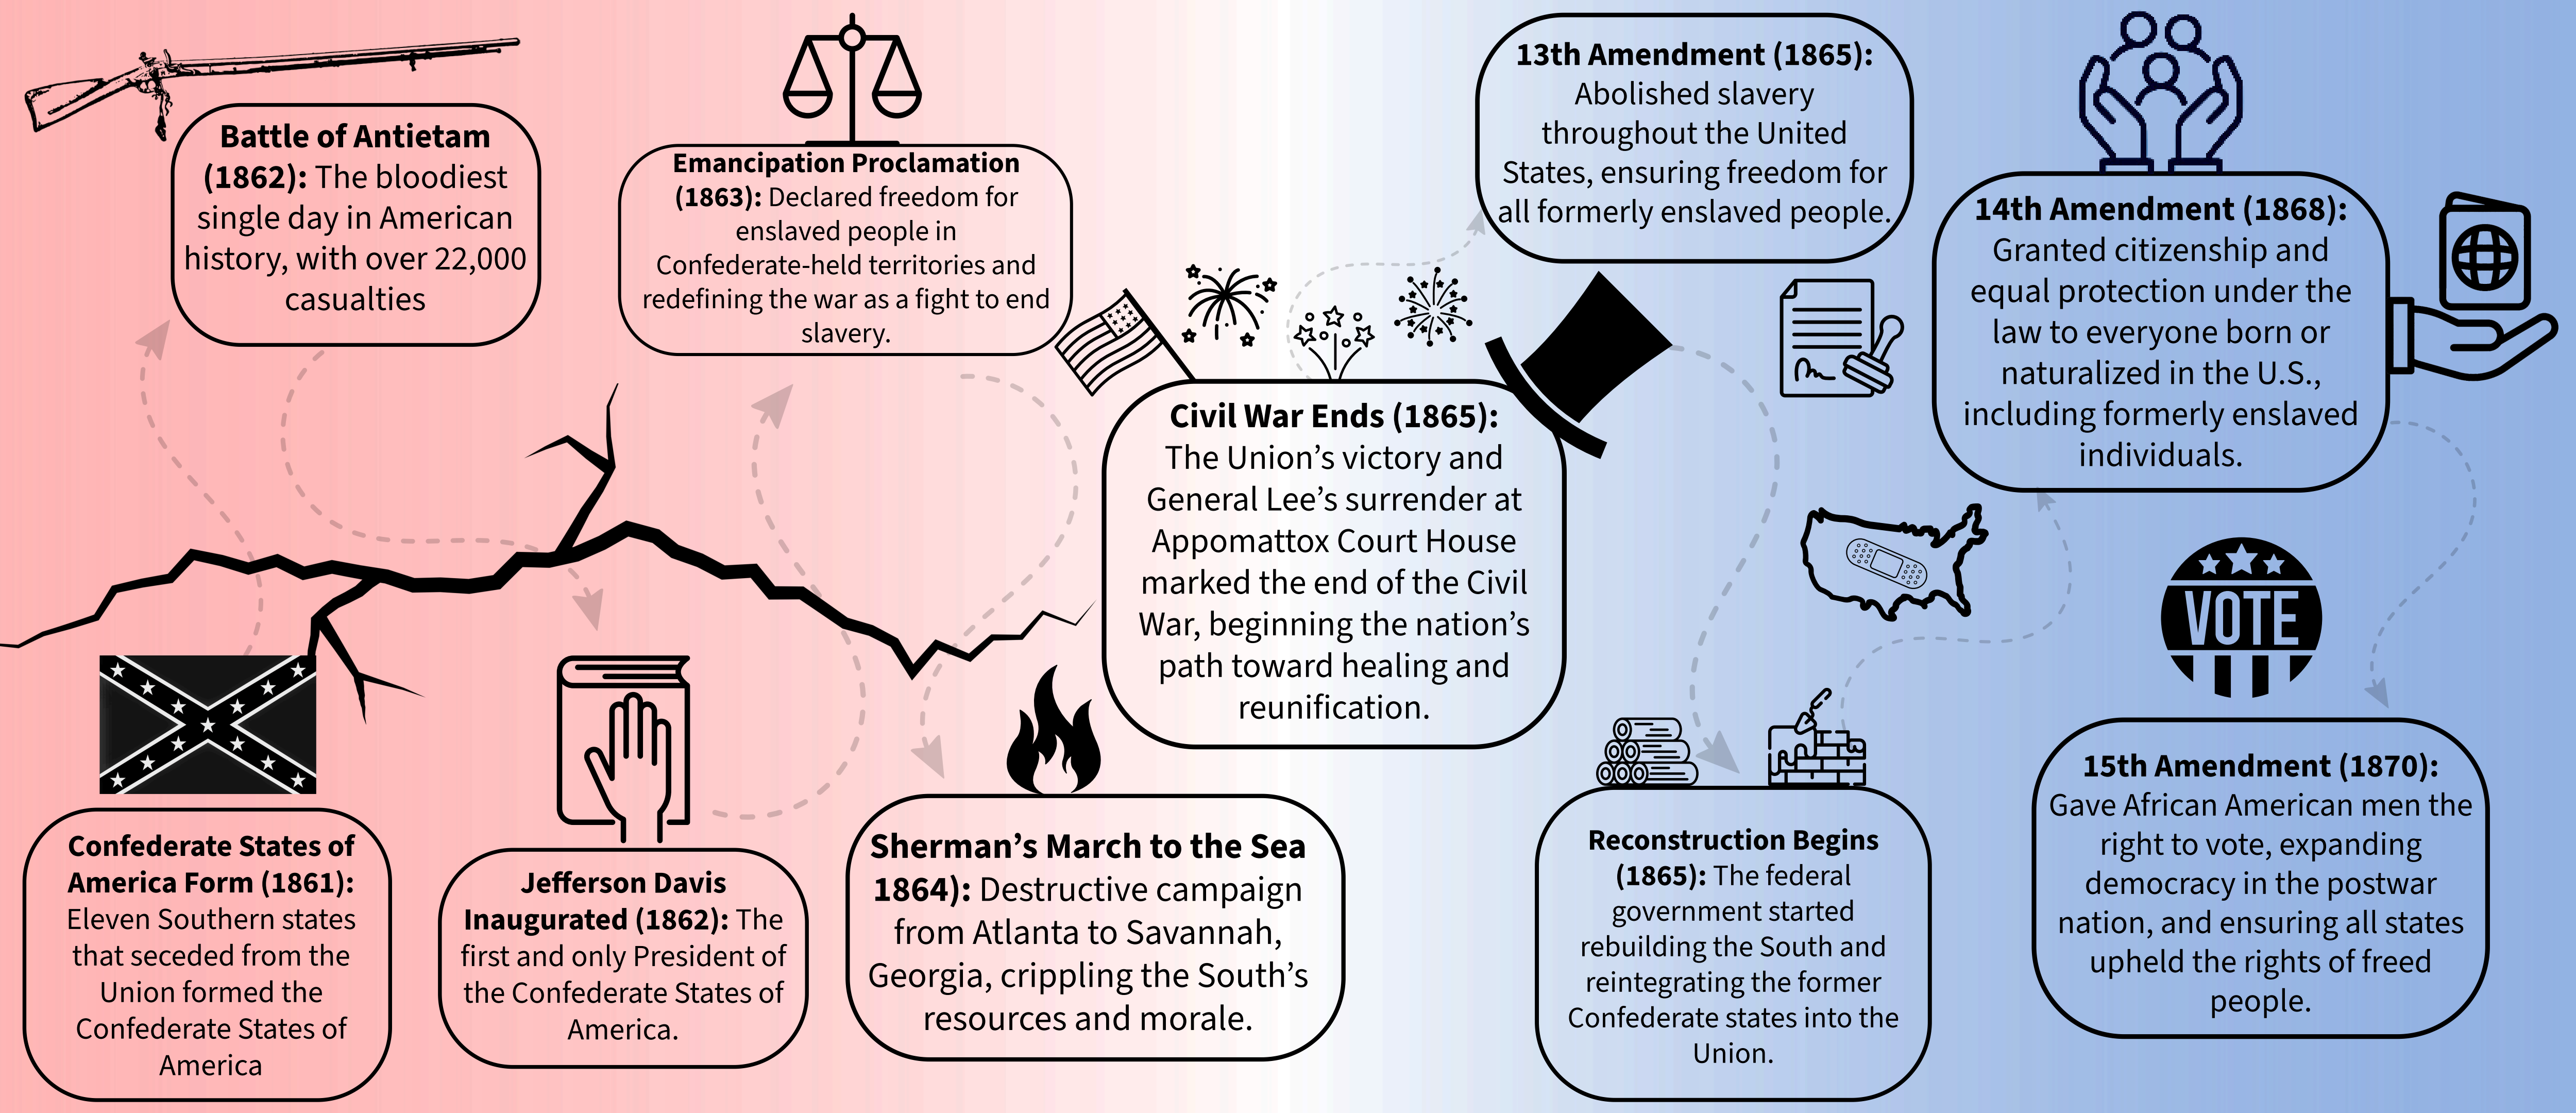 Battle of Antietam
(1862): The bloodiest
single day in American
history, with over 22,000
casualties
Emancipation Proclamation
(1863): Declared freedom for
enslaved people in
Confederate-held territories and
redefining the war as a fight to end
slavery.
13th Amendment (1865):
Abolished slavery
throughout the United
States, ensuring freedom for
all formerly enslaved people.
14th Amendment (1868):
Granted citizenship and
equal protection under the
law to everyone born or
naturalized in the U.S.,
including formerly enslaved
individuals.
Civil War Ends (1865):
The Union’s victory and
General Lee’s surrender at
Appomattox Court House
marked the end of the Civil
War, beginning the nation’s
path toward healing and
reunification.
VOTE
Confederate States of
America Form (1861):
Eleven Southern states
that seceded from the
Union formed the
Confederate States of
America
Jefferson Davis
Inaugurated (1862): The
first and only President of
the Confederate States of
America.
Sherman’s March to the Sea
1864): Destructive campaign
from Atlanta to Savannah,
Georgia, crippling the South’s
resources and morale.
Reconstruction Begins
(1865): The federal
government started
rebuilding the South and
reintegrating the former
Confederate states into the
Union.
15th Amendment (1870):
Gave African American men the
right to vote, expanding
democracy in the postwar
nation, and ensuring all states
upheld the rights of freed
people.